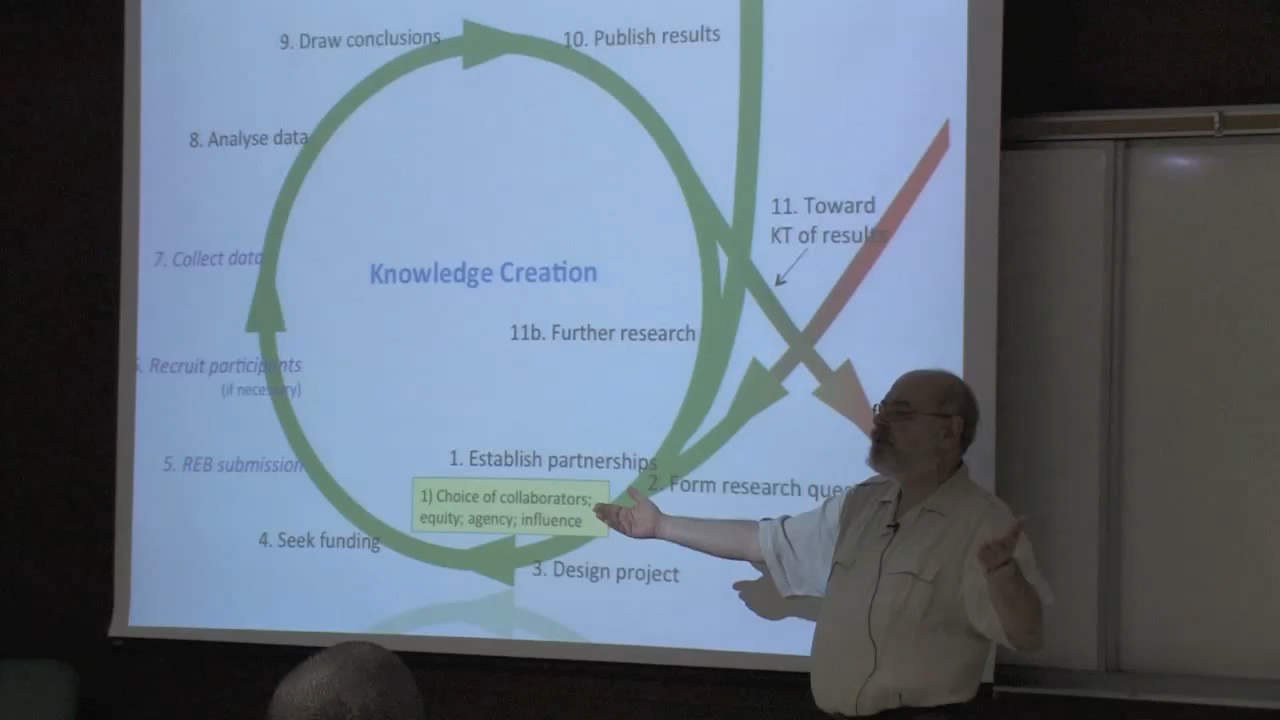 9. Draw conclusions
10. Publish results
8. Analyse data
11. Toward
KT of results
7. Collect data
Knowledge Creation
11b. Further research
Recruit participants
(if necessary)
1. Establish partnerships
5. REB submission
2. Form research
1) Choice of collaborators;
equity; agency; influence
4. Seek funding
3. Design project